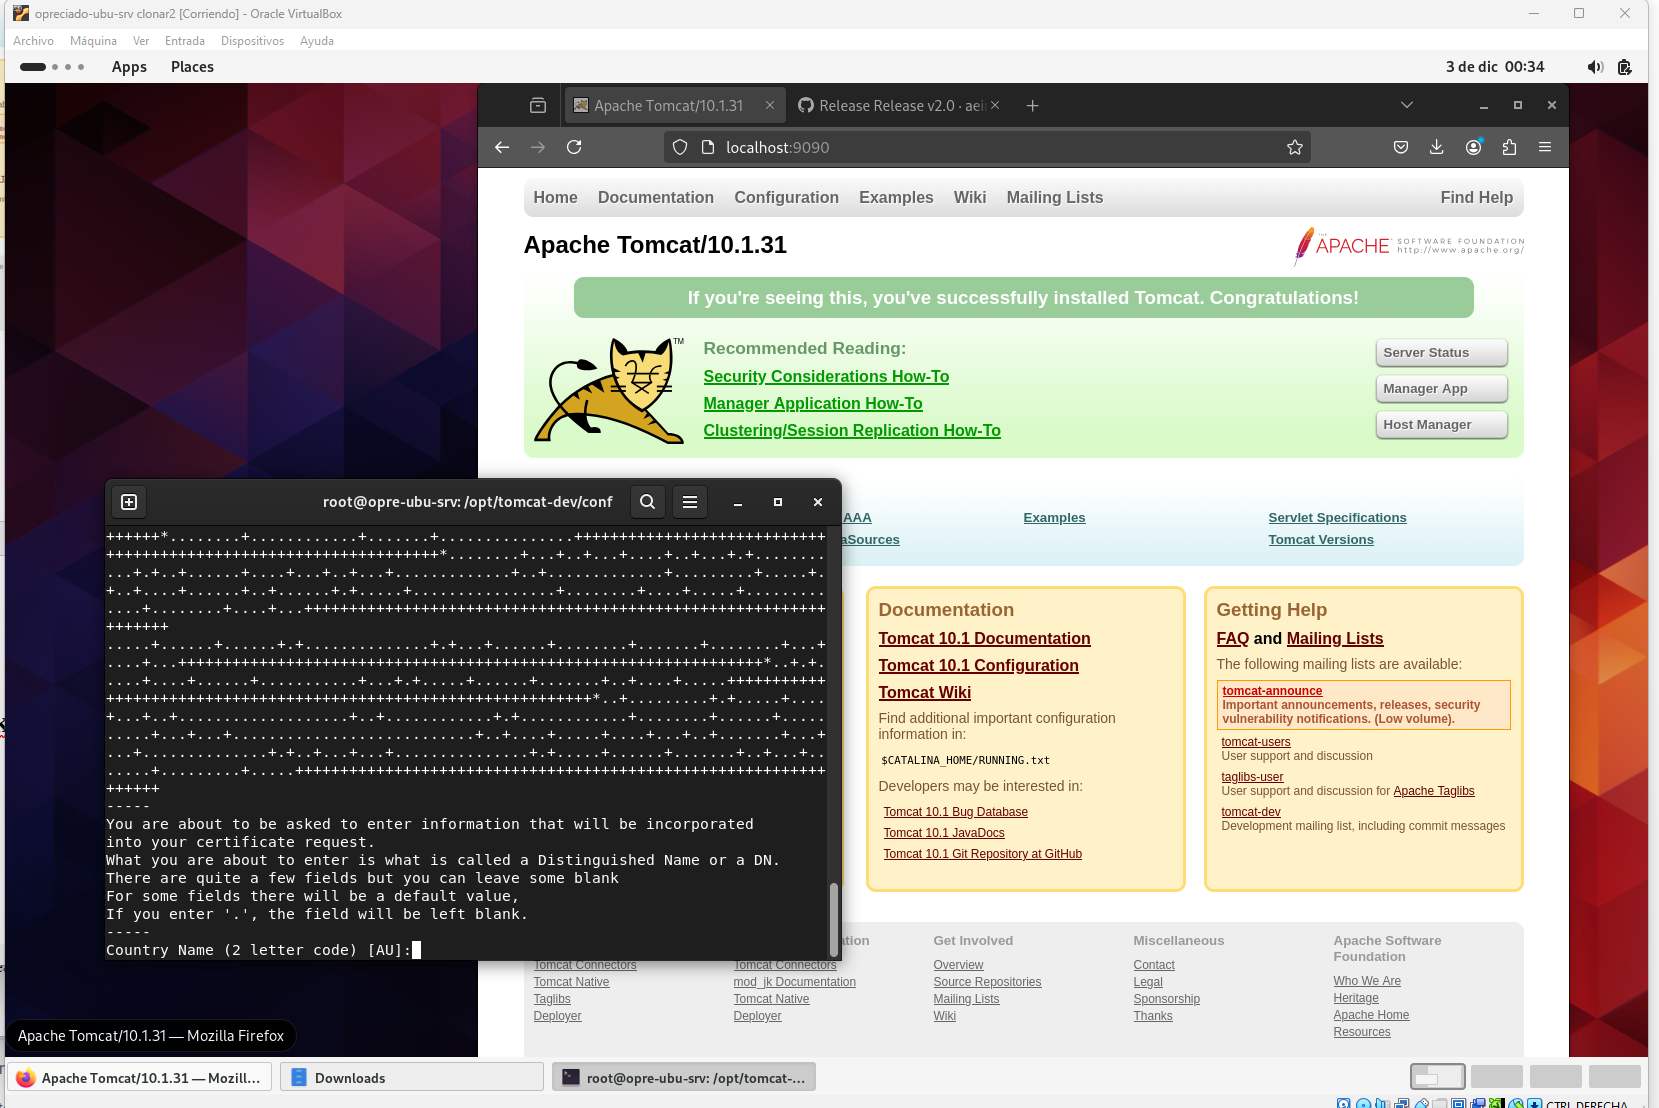 opreciado-ubu-srv clonar2 [Corriendo] - Oracle VirtualBox
Archivo Máquina Ver Entrada Dispositivos Ayuda
Apps Places
3 de dic 00:34
Apache Tomcat/10.1.31
Release Release v2.0 · aei
localhost:9090
Home Documentation Configuration Examples Wiki Mailing Lists Find Help
Apache Tomcat/10.1.31
THE APACHE SOFTWARE FOUNDATION
http://www.apache.org/
If you're seeing this, you've successfully installed Tomcat. Congratulations!
TM
Recommended Reading:
Security Considerations How-To
Manager Application How-To
Clustering/Session Replication How-To
Server Status
Manager App
Host Manager
AAA
aSources
Examples
Servlet Specifications
Tomcat Versions
Documentation
Tomcat 10.1 Documentation
Tomcat 10.1 Configuration
Tomcat Wiki
Find additional important configuration
information in:
$CATALINA_HOME/RUNNING.txt
Developers may be interested in:
Tomcat 10.1 Bug Database
Tomcat 10.1 JavaDocs
Tomcat 10.1 Git Repository at GitHub
Getting Help
FAQ and Mailing Lists
The following mailing lists are available:
tomcat-announce
Important announcements, releases, security
vulnerability notifications. (Low volume).
tomcat-users
User support and discussion
taglibs-user
User support and discussion for Apache Taglibs
tomcat-dev
Development mailing list, including commit messages
root@opre-ubu-srv: /opt/tomcat-dev/conf
-----
You are about to be asked to enter information that will be incorporated
into your certificate request.
What you are about to enter is what is called a Distinguished Name or a DN.
There are quite a few fields but you can leave some blank
For some fields there will be a default value,
If you enter '.', the field will be left blank.
-----
Country Name (2 letter code) [AU]:
Tomcat Connectors
Tomcat Native
Taglibs
Deployer
ation
Tomcat Connectors
mod_jk Documentation
Tomcat Native
Deployer
Get Involved
Overview
Source Repositories
Mailing Lists
Wiki
Miscellaneous
Contact
Legal
Sponsorship
Thanks
Apache Software
Foundation
Who We Are
Heritage
Apache Home
Resources
Apache Tomcat/10.1.31 — Mozilla Firefox
Apache Tomcat/10.1.31 — Mozill...
Downloads
root@opre-ubu-srv: /opt/tomcat-...
CTRL DERECHA